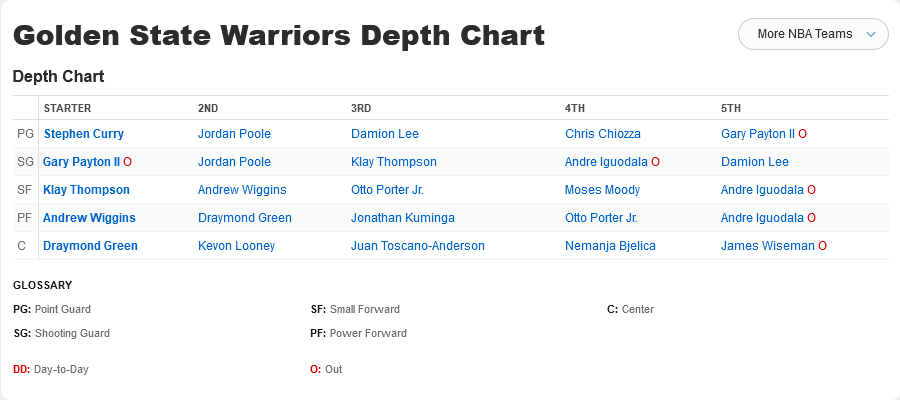 Golden State Warriors Depth Chart
More NBA Teams
Depth Chart
STARTER 2ND 3RD 4TH 5TH
PG Stephen Curry Jordan Poole Damion Lee Chris Chiozza Gary Payton II O
SG Gary Payton II O Jordan Poole Klay Thompson Andre Iguodala O Damion Lee
SF Klay Thompson Andrew Wiggins Otto Porter Jr. Moses Moody Andre Iguodala O
PF Andrew Wiggins Draymond Green Jonathan Kuminga Otto Porter Jr. Andre Iguodala O
C Draymond Green Kevon Looney Juan Toscano-Anderson Nemanja Bjelica James Wiseman O
GLOSSARY
PG: Point Guard SF: Small Forward C: Center
SG: Shooting Guard PF: Power Forward
DD: Day-to-Day O: Out